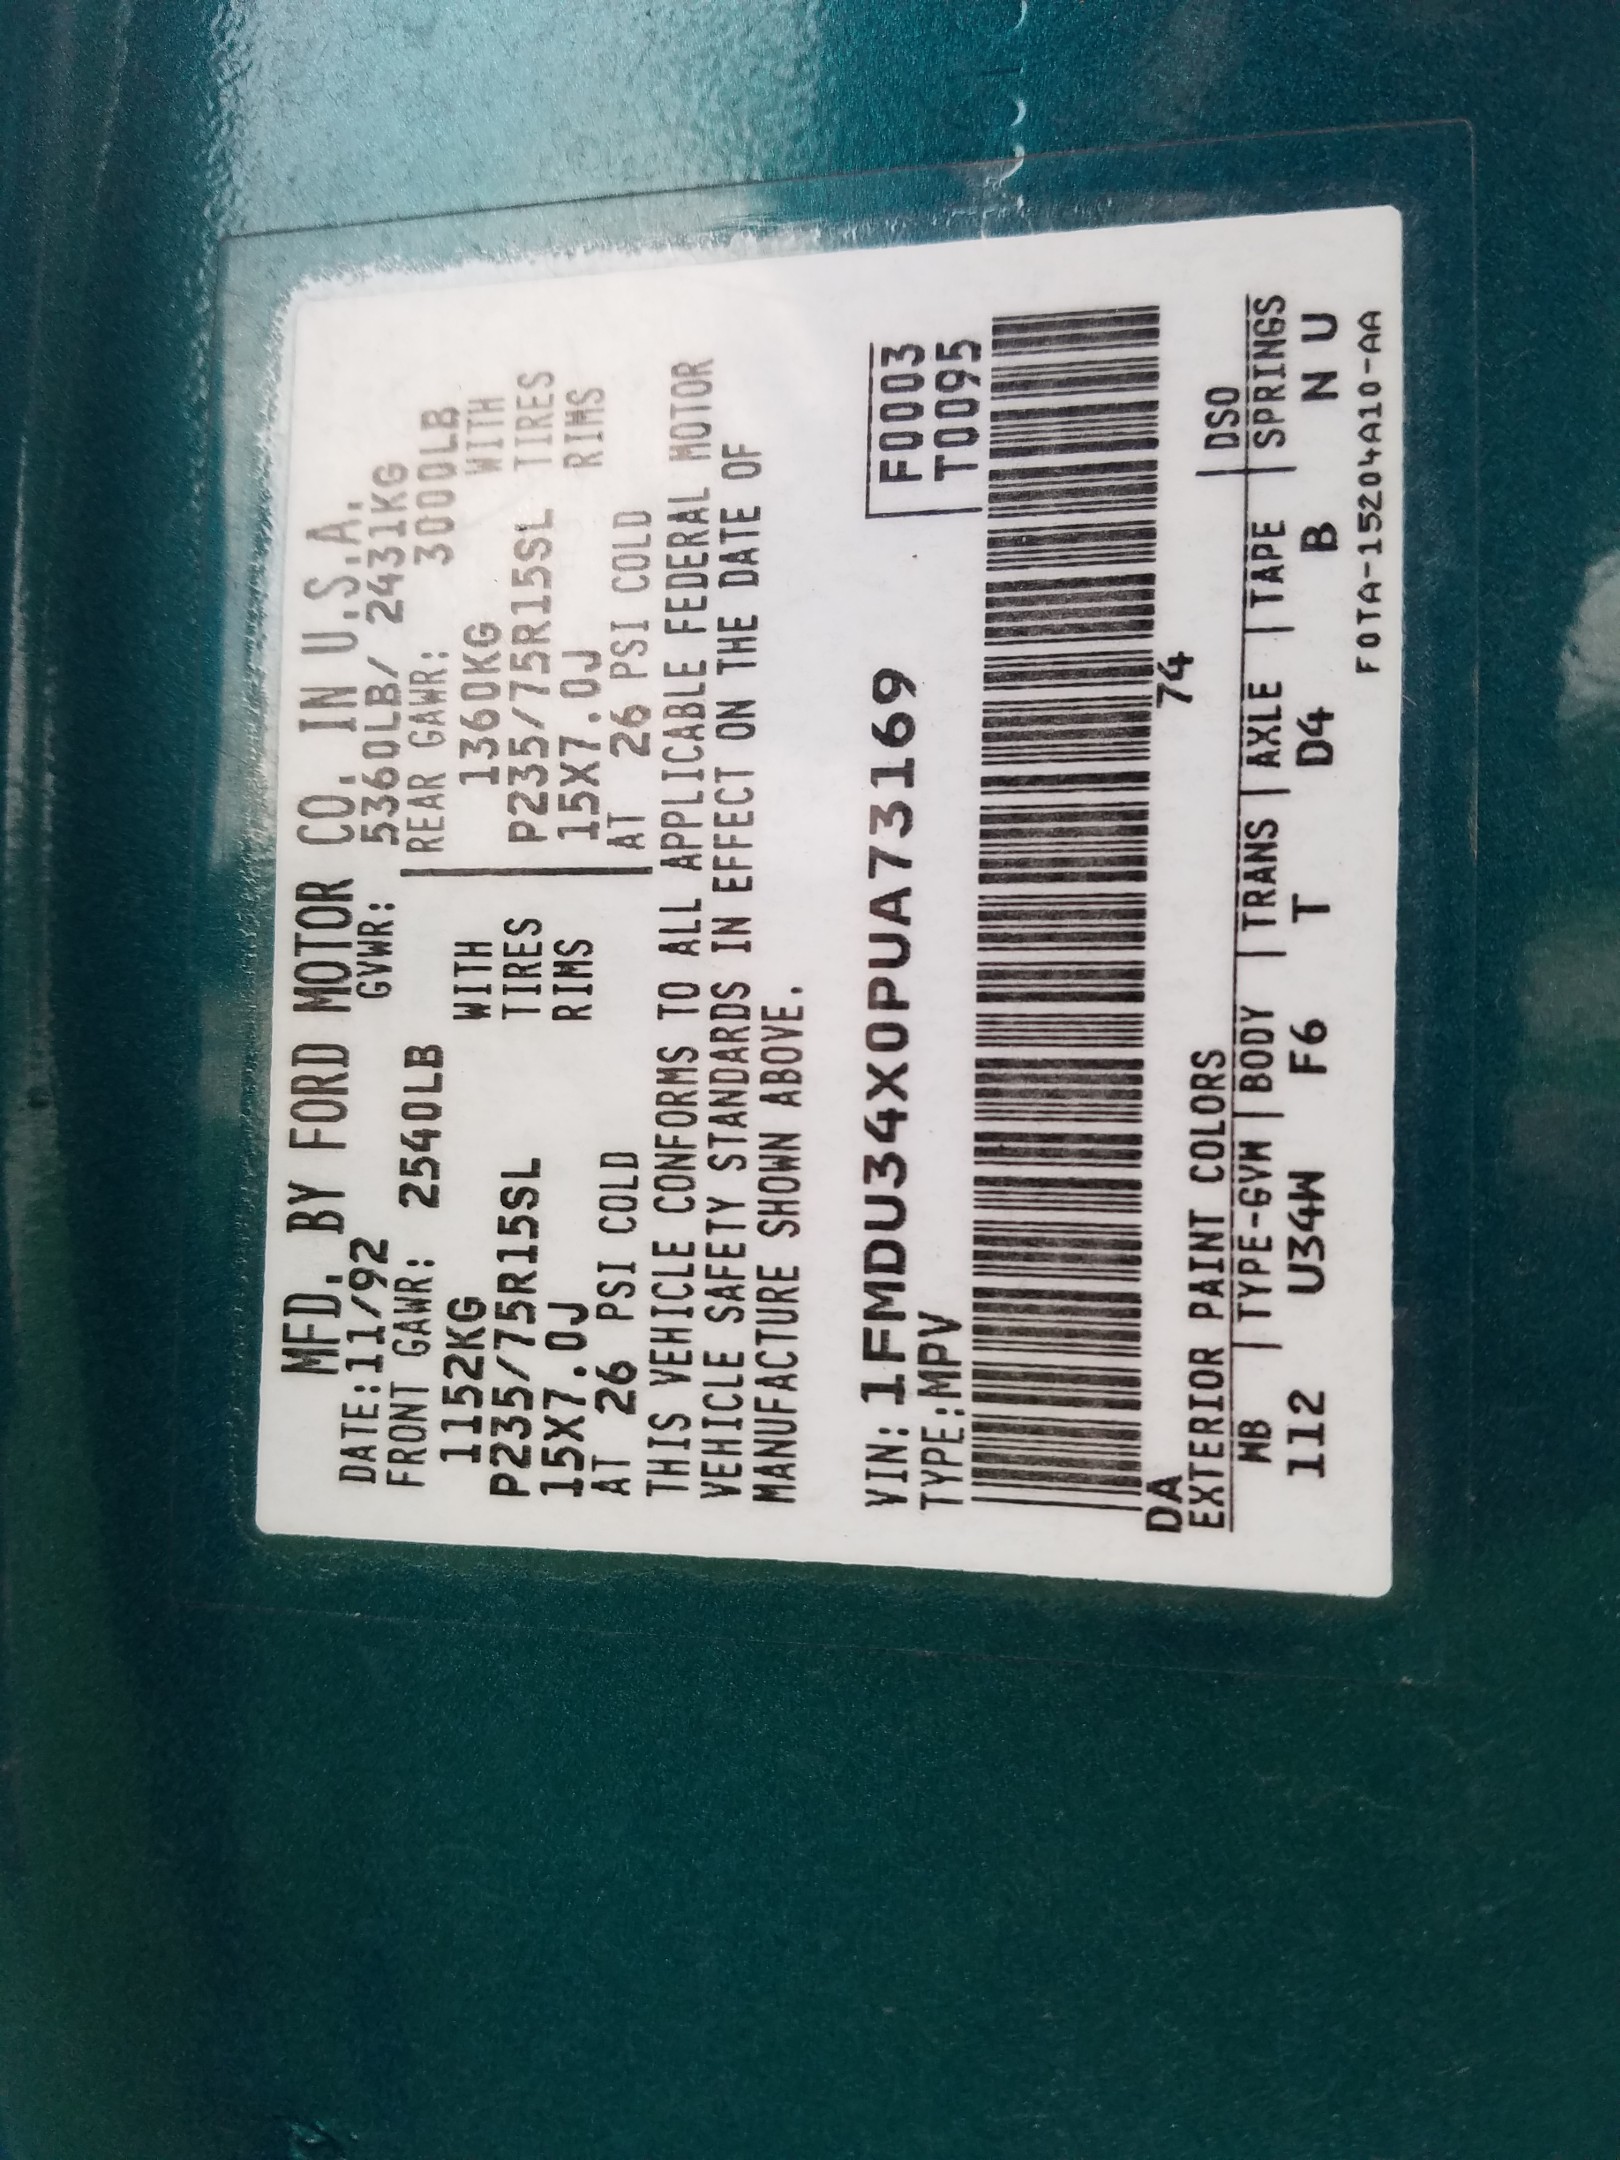 MFD. BY FORD MOTOR CO. IN U.S.A.
DATE:11/92 GVWR: 5360LB/ 2431KG
FRONT GAWR: 2540LB REAR GAWR: 3000LB
1152KG WITH 1360KG WITH
P235/75R15SL TIRES P235/75R15SL TIRES
15X7.0J RIMS 15X7.0J RIMS
AT 26 PSI COLD AT 26 PSI COLD
THIS VEHICLE CONFORMS TO ALL APPLICABLE FEDERAL MOTOR
VEHICLE SAFETY STANDARDS IN EFFECT ON THE DATE OF
MANUFACTURE SHOWN ABOVE.
VIN: 1FMDU34X0PUA73169 F0003
TYPE:MPV T0095
DA 74
EXTERIOR PAINT COLORS DSO
WB TYPE-GVW BODY TRANS AXLE TAPE SPRINGS
112 U34W F6 T D4 B N U
F0TA-15204A10-AA